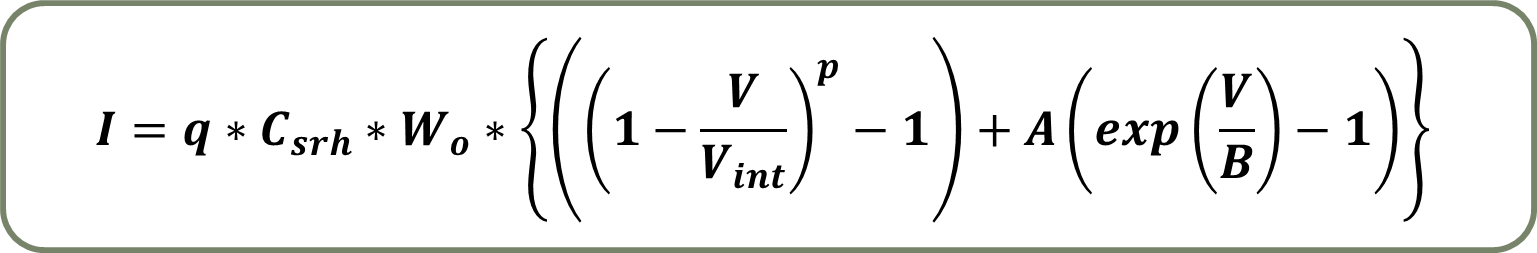 I = q * C_srh * W_o * {(((1 - V/V_int)^p - 1) + A(exp(V/B) - 1)}